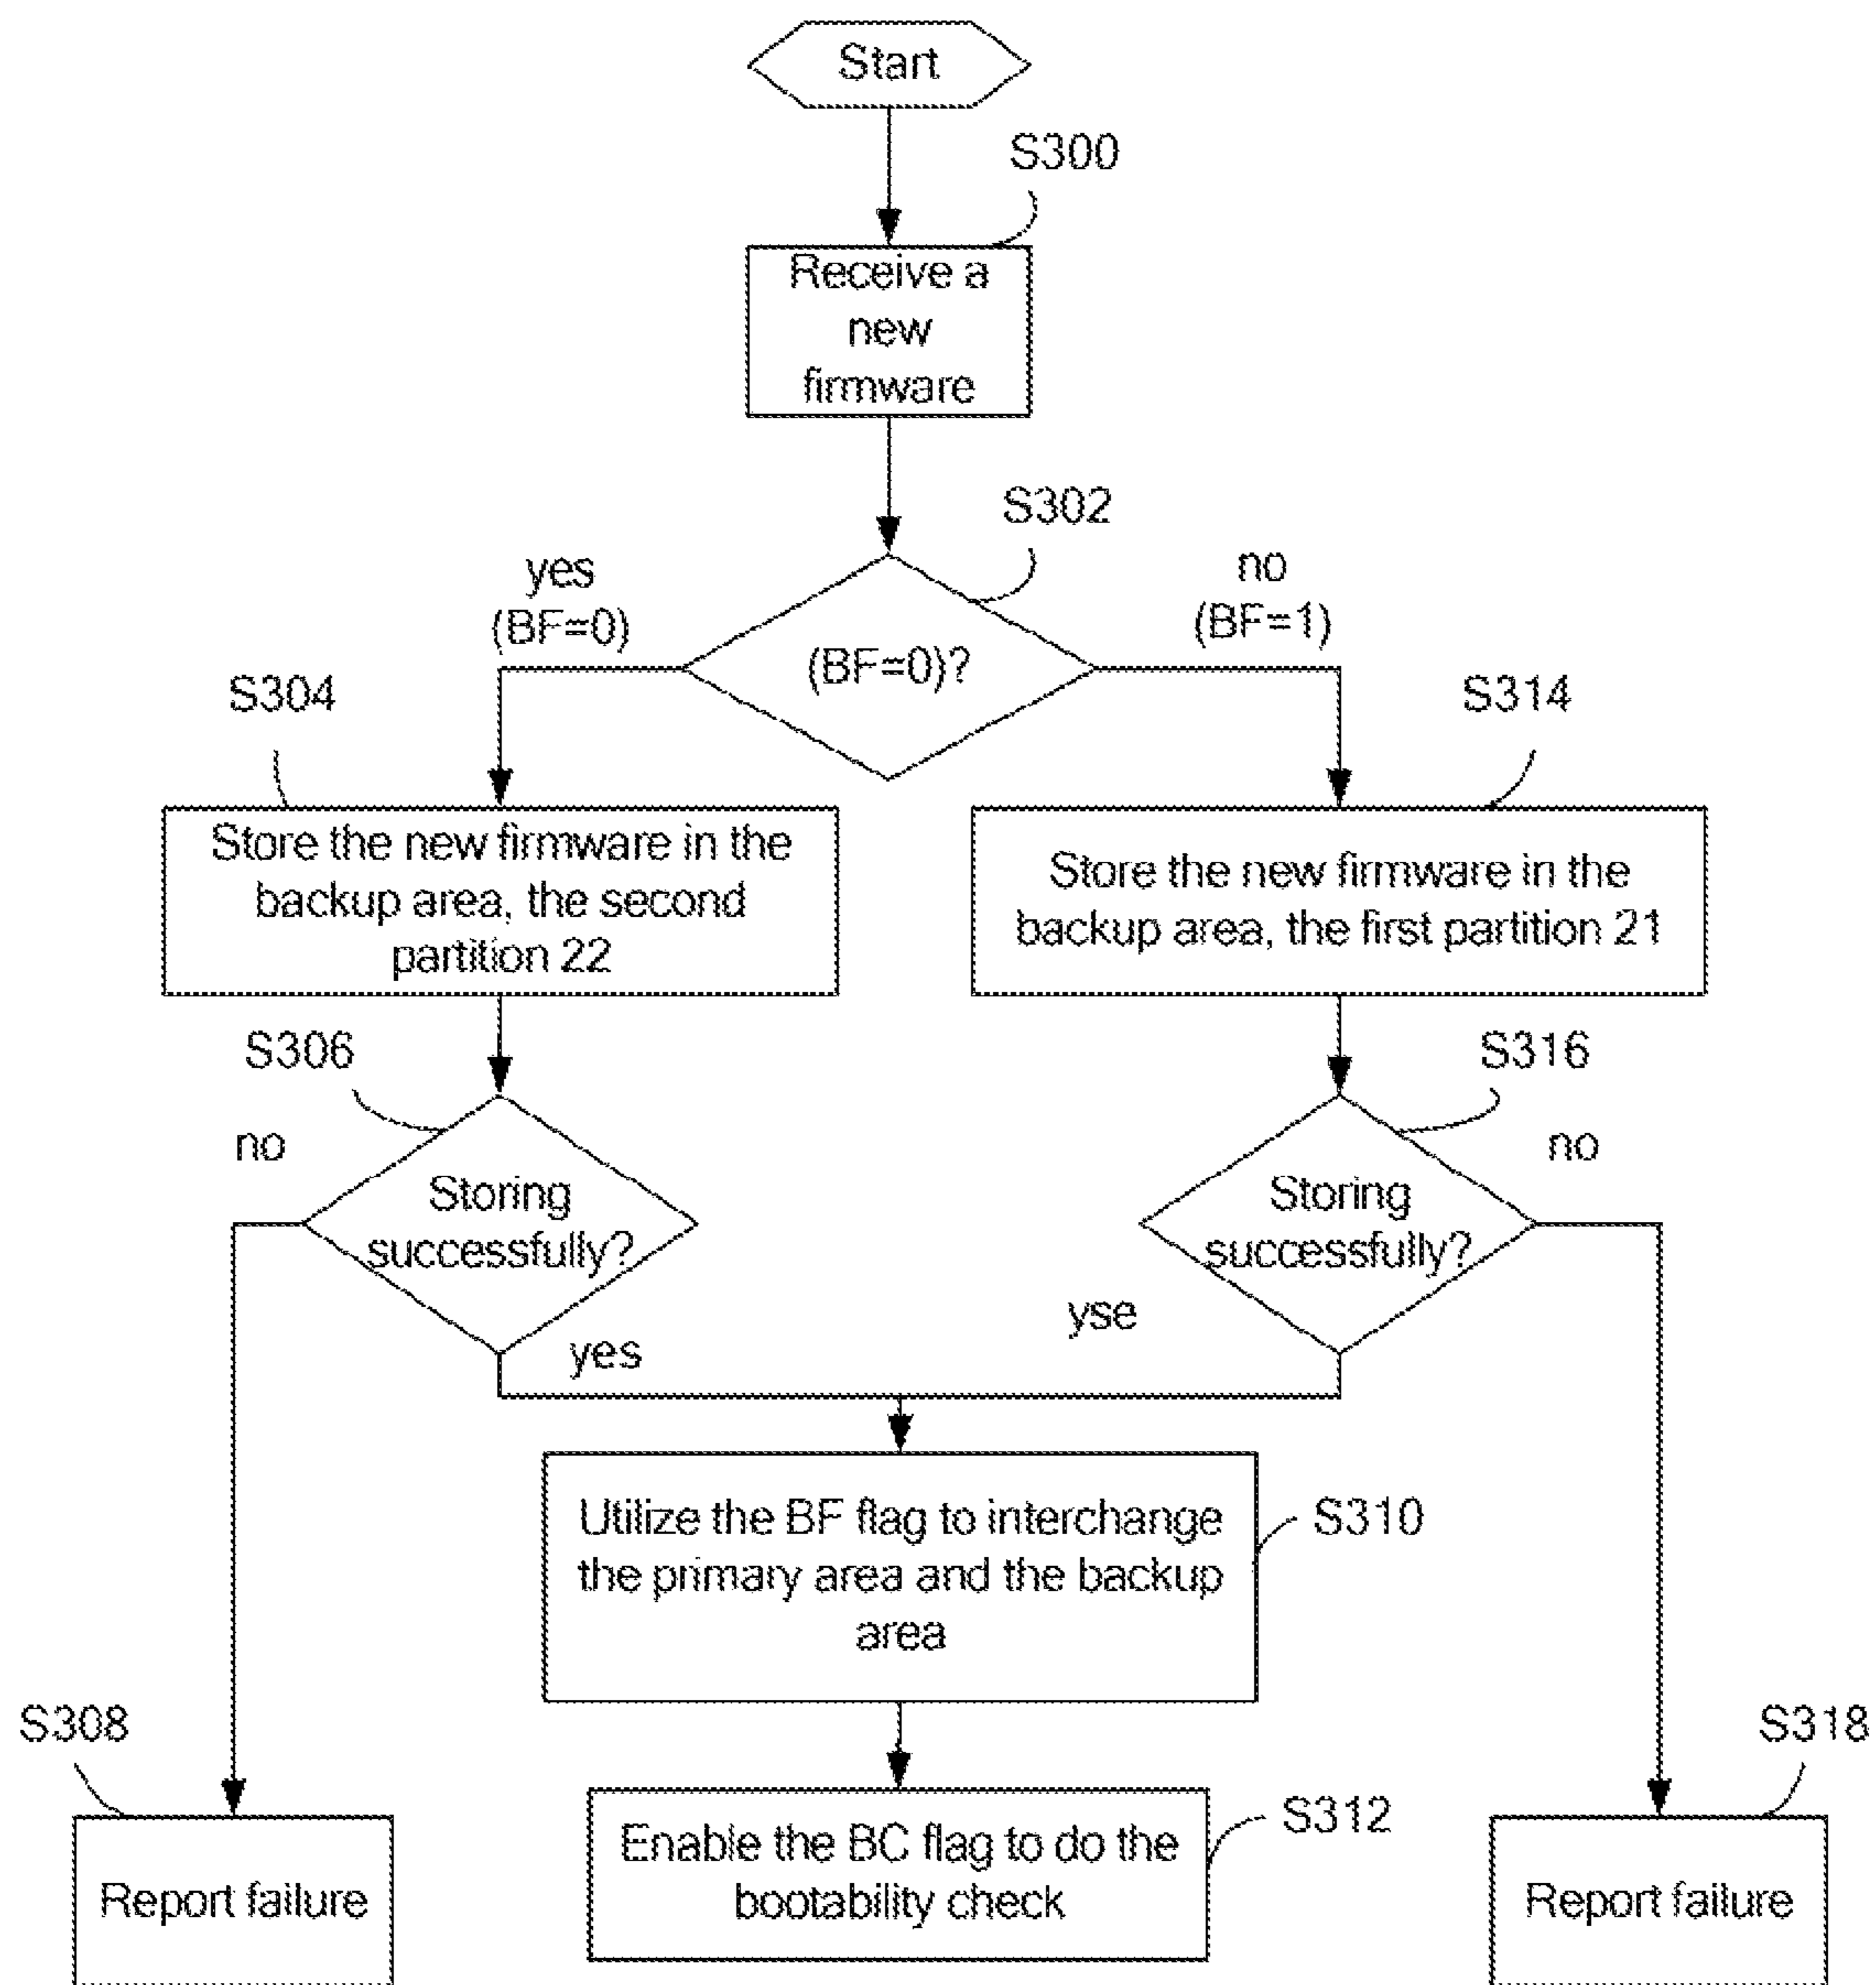 Start
S300
Receive a
new
firmware
S302
yes
(BF=0)
no
(BF=1)
(BF=0)?
S304
S314
Store the new firmware in the
backup area, the second
partition 22
Store the new firmware in the
backup area, the first partition 21
S306
S316
no
no
Storing
successfully?
Storing
successfully?
yse
yes
Utilize the BF flag to interchange
the primary area and the backup
area
S310
S308
S318
Enable the BC flag to do the
bootability check
S312
Report failure
Report failure